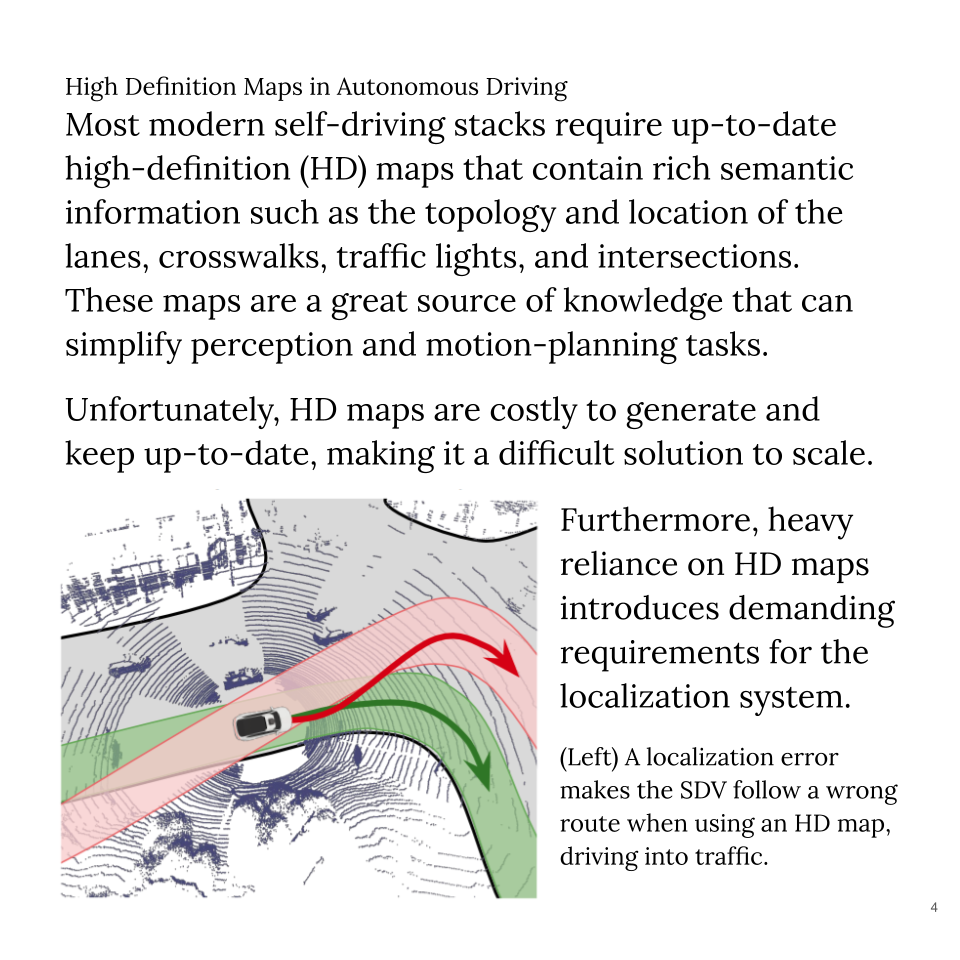 High Definition Maps in Autonomous Driving
Most modern self-driving stacks require up-to-date
high-definition (HD) maps that contain rich semantic
information such as the topology and location of the
lanes, crosswalks, traffic lights, and intersections.
These maps are a great source of knowledge that can
simplify perception and motion-planning tasks.
Unfortunately, HD maps are costly to generate and
keep up-to-date, making it a difficult solution to scale.
Furthermore, heavy
reliance on HD maps
introduces demanding
requirements for the
localization system.
(Left) A localization error
makes the SDV follow a wrong
route when using an HD map,
driving into traffic.
4